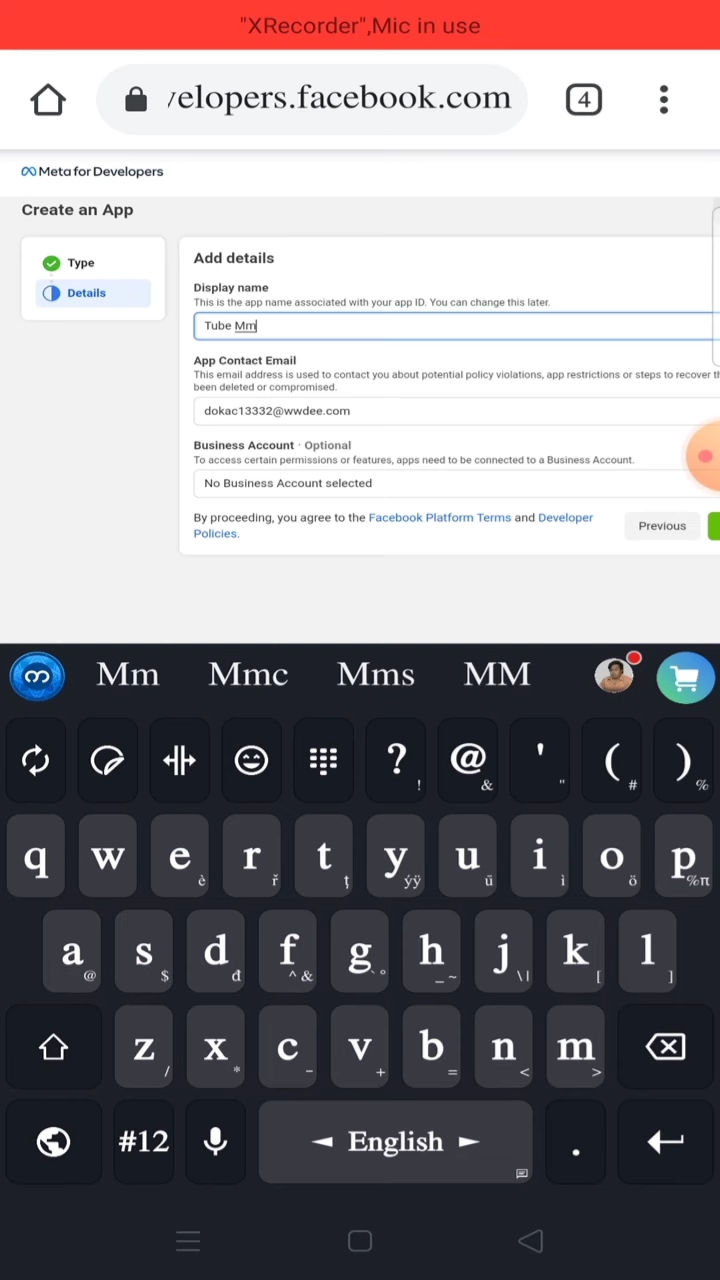 "XRecorder",Mic in use
velopers.facebook.com
4
Meta for Developers
Create an App
Type
Details
Add details
Display name
This is the app name associated with your app ID. You can change this later.
Tube Mm
App Contact Email
This email address is used to contact you about potential policy violations, app restrictions or steps to recover th
been deleted or compromised.
dokac13332@wwdee.com
Business Account · Optional
To access certain permissions or features, apps need to be connected to a Business Account.
No Business Account selected
By proceeding, you agree to the Facebook Platform Terms and Developer
Policies.
Previous
Mm Mmc Mms MM
? ! @ & ' " ( # ) %
q w e è r ř t ț y ýÿ u ü i ì o ö p %π
a @ s $ d đ f ^& g `° h _~ j \| k [ l ]
z / x * c - v + b = n < m >
#12 ◄ English ► .